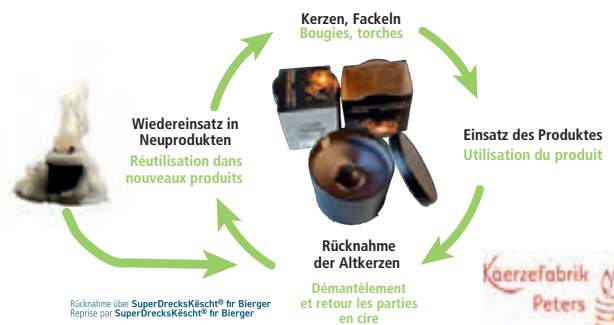 Kerzen, Fackeln
Bougies, torches
Einsatz des Produktes
Utilisation du produit
Rücknahme
der Altkerzen
Démantèlement
et retour les parties
en cire
Wiedereinsatz in
Neuprodukten
Réutilisation dans
nouveaux produits
Rücknahme über SuperDrecksKëscht® fir Bierger
Reprise par SuperDrecksKëscht® fir Bierger
Käerzefabrik
Peters